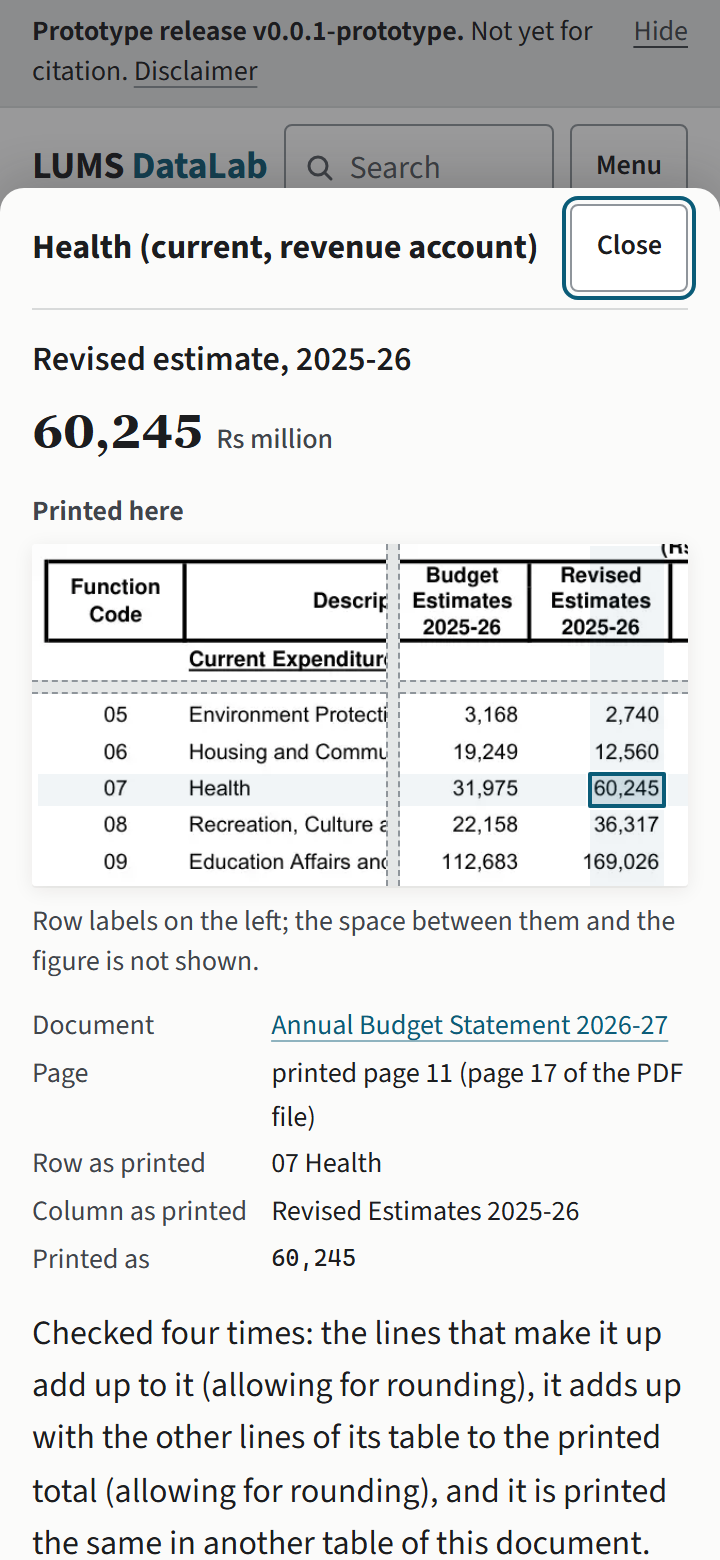 Prototype release v0.0.1-prototype. Not yet for Hide
citation. Disclaimer
LUMS DataLab Search Menu
Health (current, revenue account) Close
Revised estimate, 2025-26
60,245 Rs million
Printed here
Function Code Descrip Budget Estimates 2025-26 Revised Estimates 2025-26
Current Expenditur
05 Environment Protecti 3,168 2,740
06 Housing and Commu 19,249 12,560
07 Health 31,975 60,245
08 Recreation, Culture a 22,158 36,317
09 Education Affairs and 112,683 169,026
Row labels on the left; the space between them and the
figure is not shown.
Document Annual Budget Statement 2026-27
Page printed page 11 (page 17 of the PDF
file)
Row as printed 07 Health
Column as printed Revised Estimates 2025-26
Printed as 60,245
Checked four times: the lines that make it up
add up to it (allowing for rounding), it adds up
with the other lines of its table to the printed
total (allowing for rounding), and it is printed
the same in another table of this document.